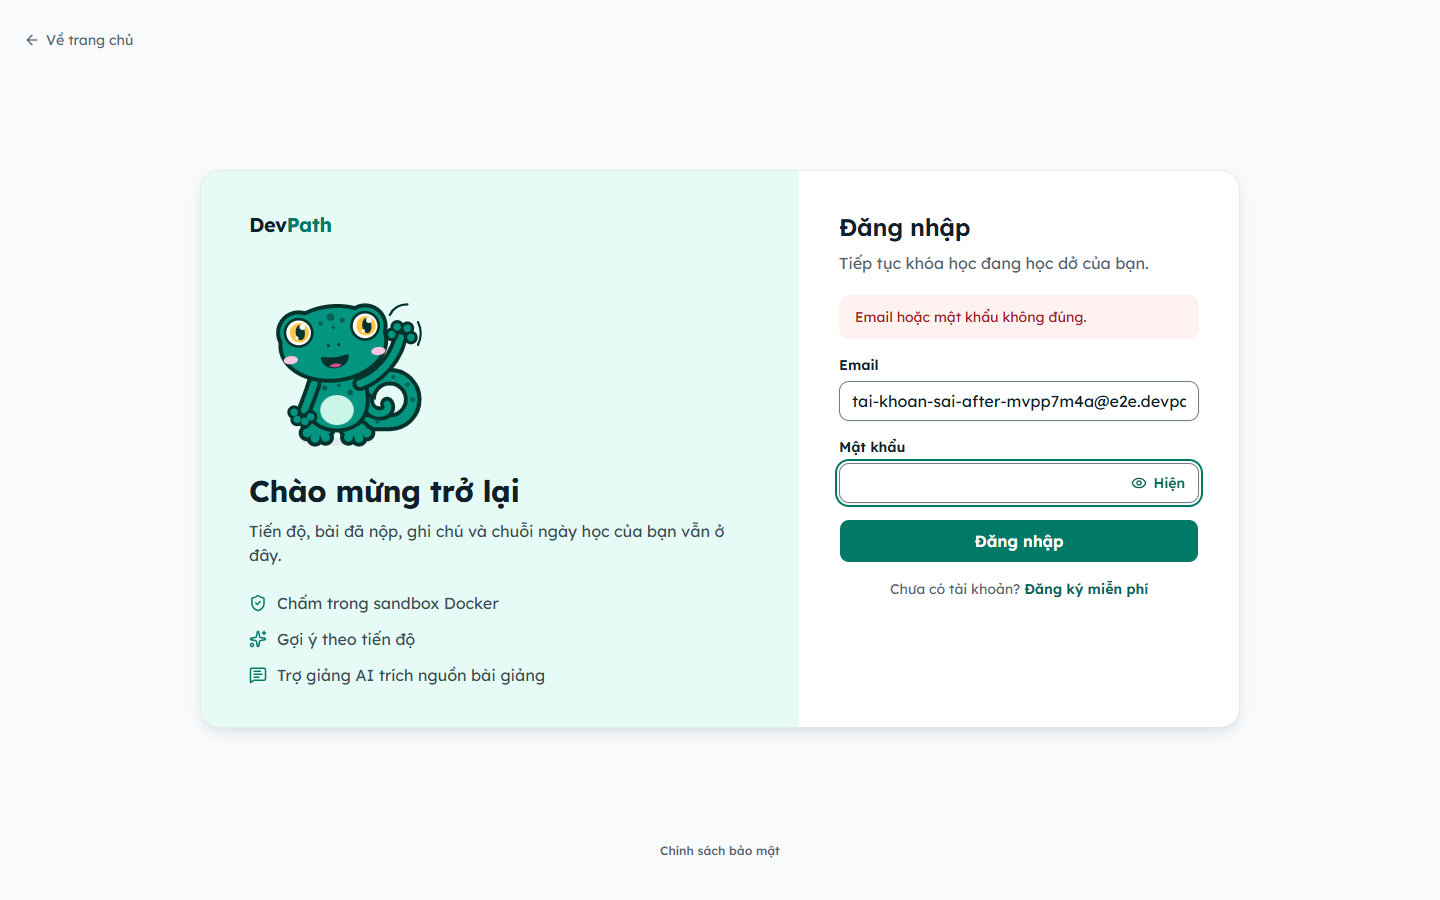 Về trang chủ
DevPath
Chào mừng trở lại
Tiến độ, bài đã nộp, ghi chú và chuỗi ngày học của bạn vẫn ở
đây.
Chấm trong sandbox Docker
Gợi ý theo tiến độ
Trợ giảng AI trích nguồn bài giảng
Đăng nhập
Tiếp tục khóa học đang học dở của bạn.
Email hoặc mật khẩu không đúng.
Email
tai-khoan-sai-after-mvpp7m4a@e2e.devpc
Mật khẩu
Hiện
Đăng nhập
Chưa có tài khoản? Đăng ký miễn phí
Chính sách bảo mật